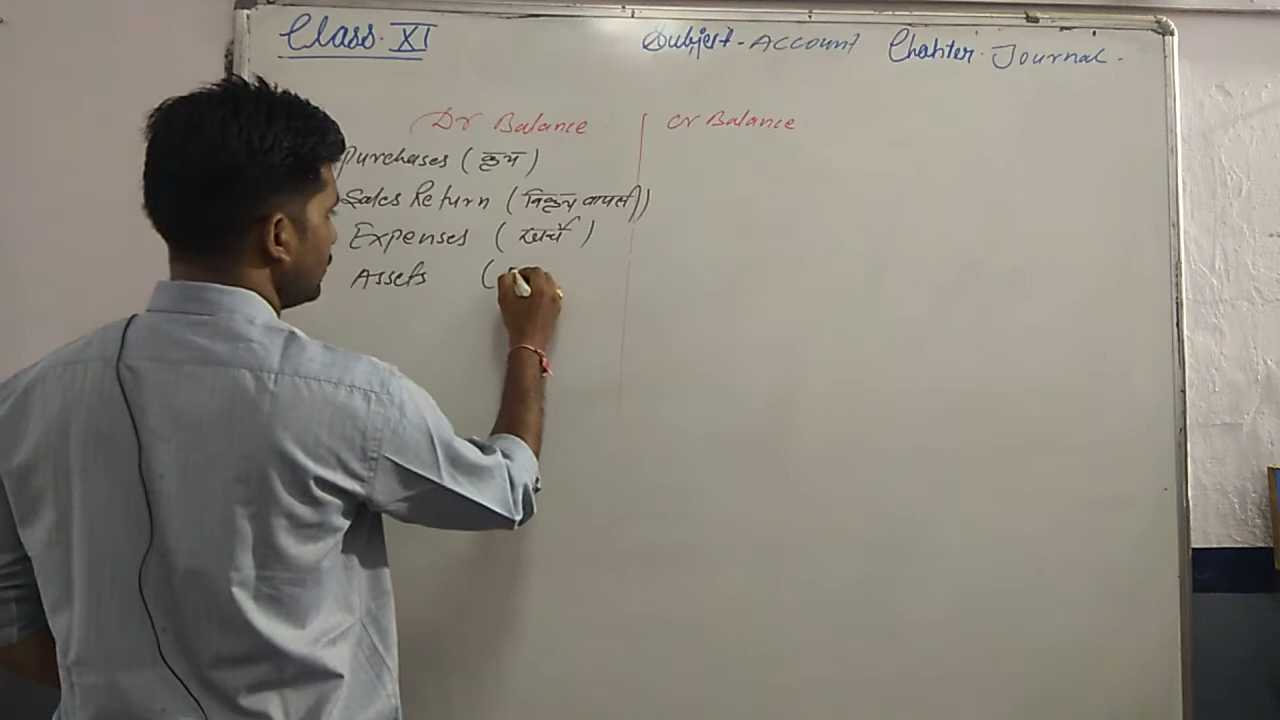 Class. XI Subject - Account Chapter. Journal.
Dr Balance Cr Balance
Purchases (क्रय)
Sales Return (विक्रय वापसी)
Expenses (खर्चे)
Assets (